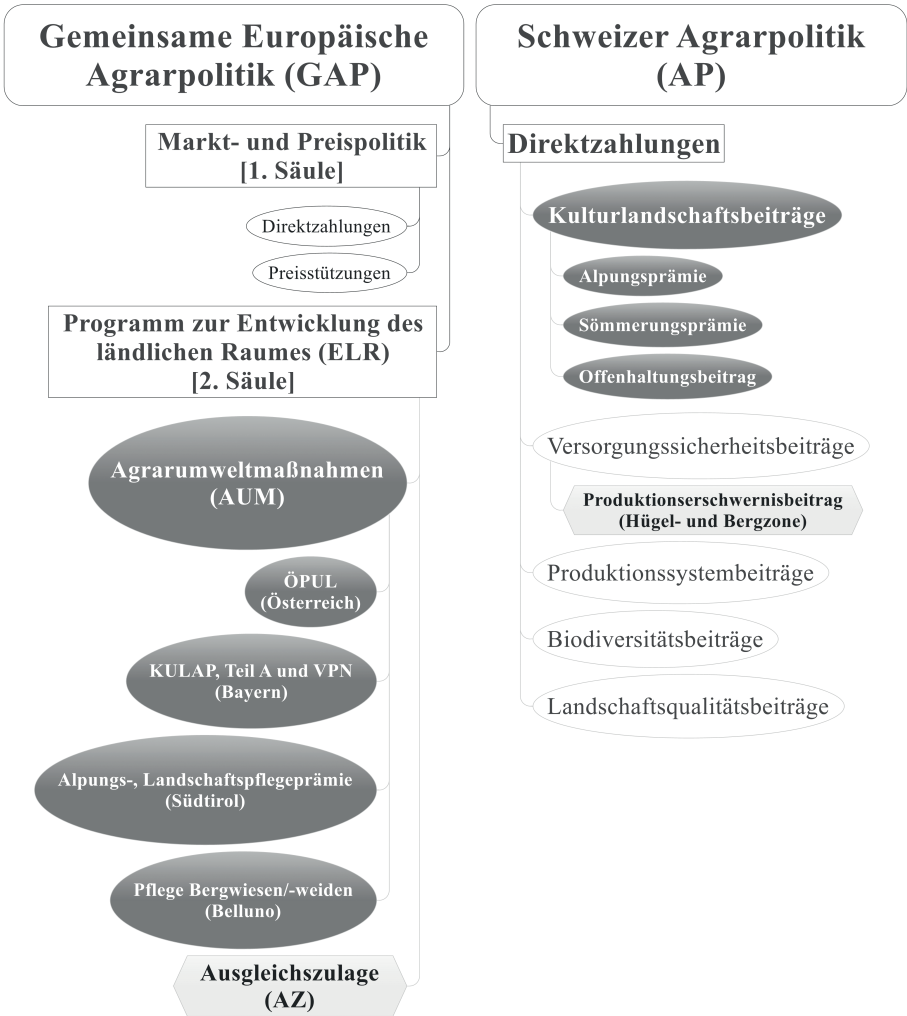 Gemeinsame Europäische
Agrarpolitik (GAP)
Markt- und Preispolitik
[1. Säule]
Direktzahlungen
Preisstützungen
Programm zur Entwicklung des
ländlichen Raumes (ELR)
[2. Säule]
Agrarumweltmaßnahmen
(AUM)
ÖPUL
(Österreich)
KULAP, Teil A und VPN
(Bayern)
Alpungs-, Landschaftspflegeprämie
(Südtirol)
Pflege Bergwiesen/-weiden
(Belluno)
Ausgleichszulage
(AZ)
Schweizer Agrarpolitik
(AP)
Direktzahlungen
Kulturlandschaftsbeiträge
Alpungsprämie
Sömmerungsprämie
Offenhaltungsbeitrag
Versorgungssicherheitsbeiträge
Produktionserschwernisbeitrag
(Hügel- und Bergzone)
Produktionssystembeiträge
Biodiversitätsbeiträge
Landschaftsqualitätsbeiträge